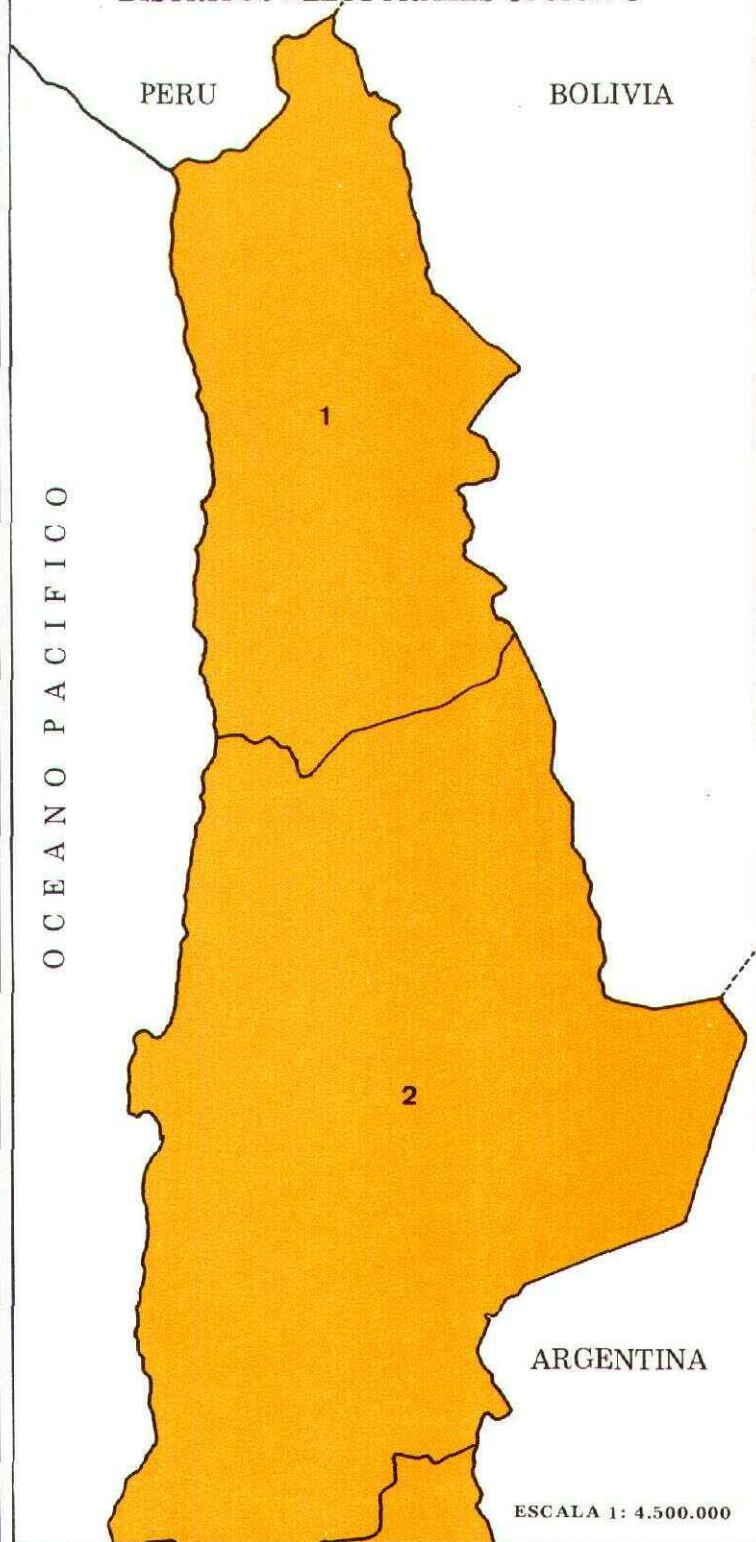 PERU
BOLIVIA
1
OCEANO PACIFICO
2
ARGENTINA
ESCALA 1: 4.500.000